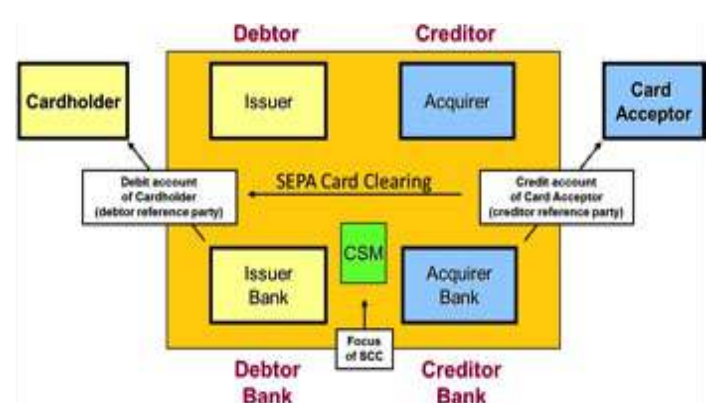 Debtor
Creditor
Cardholder
Issuer
Acquirer
Card
Acceptor
Debit account
of Cardholder
(debtor reference party)
SEPA Card Clearing
Credit account
of Card Acceptor
(creditor reference party)
Issuer
Bank
CSM
Acquirer
Bank
Focus
of SCC
Debtor
Bank
Creditor
Bank